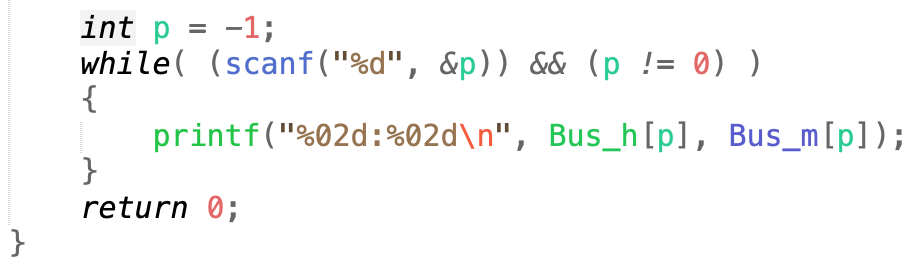 int p = -1;
while( (scanf("%d", &p)) && (p != 0) )
{
printf("%02d:%02d\n", Bus_h[p], Bus_m[p]);
}
return 0;
}